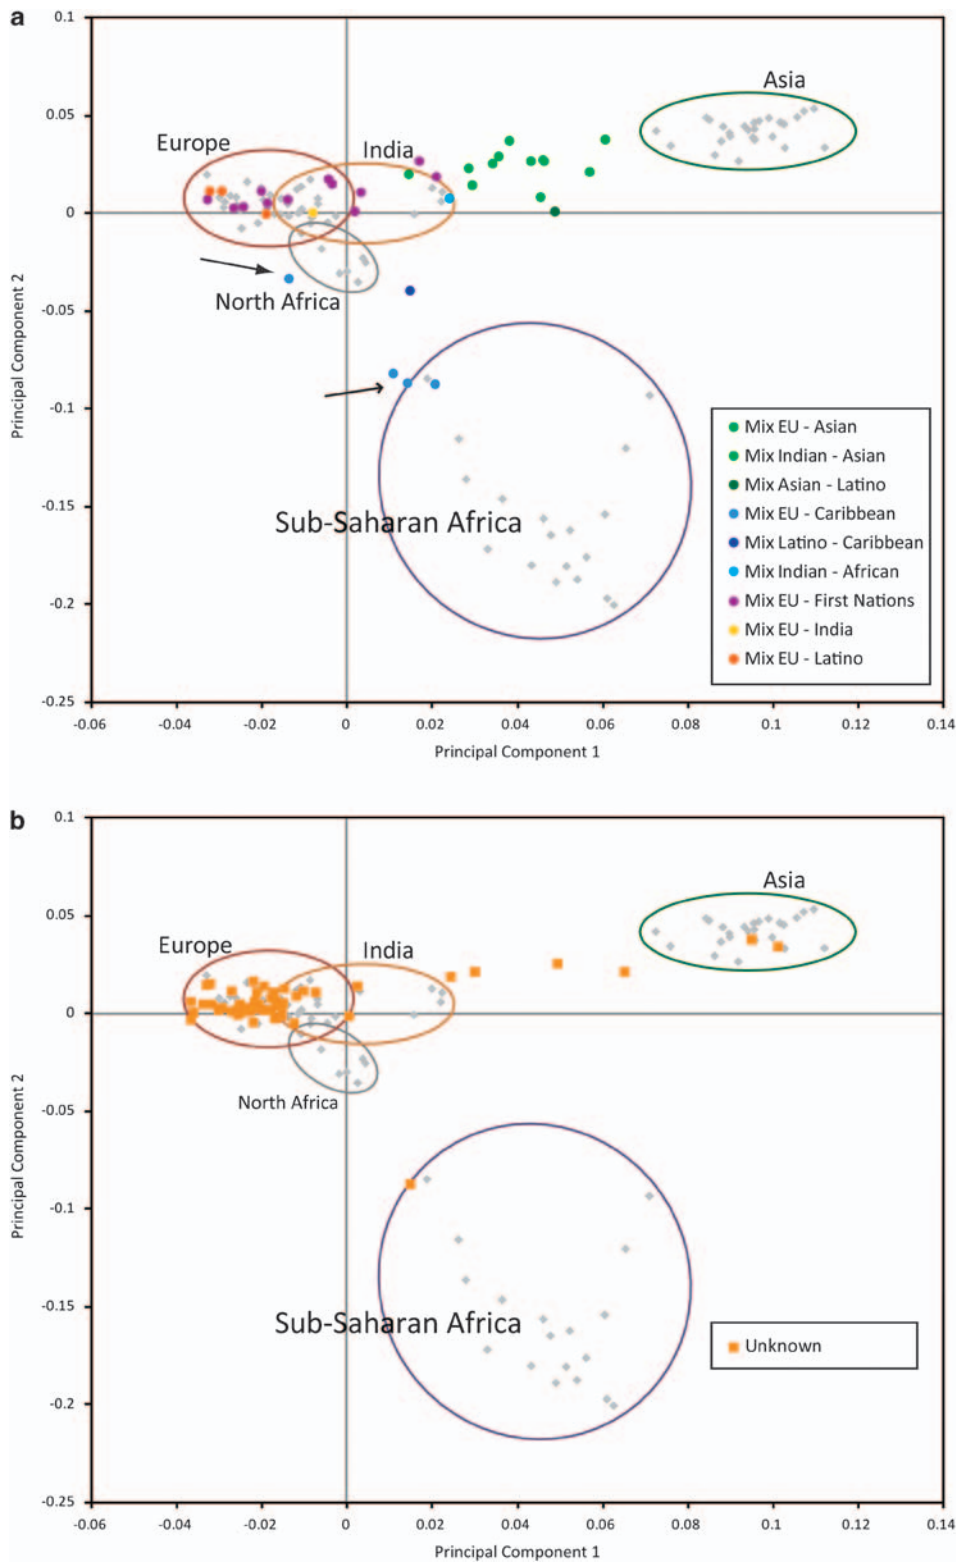 a
0.1
0.05
0
-0.05
-0.1
-0.15
-0.2
-0.25
Principal Component 2
Europe
India
Asia
North Africa
Sub-Saharan Africa
Mix EU - Asian
Mix Indian - Asian
Mix Asian - Latino
Mix EU - Caribbean
Mix Latino - Caribbean
Mix Indian - African
Mix EU - First Nations
Mix EU - India
Mix EU - Latino
-0.06 -0.04 -0.02 0 0.02 0.04 0.06 0.08 0.1 0.12 0.14
Principal Component 1
b
0.1
0.05
0
-0.05
-0.1
-0.15
-0.2
-0.25
Principal Component 2
Europe
India
Asia
North Africa
Sub-Saharan Africa
Unknown
-0.06 -0.04 -0.02 0 0.02 0.04 0.06 0.08 0.1 0.12 0.14
Principal Component 1